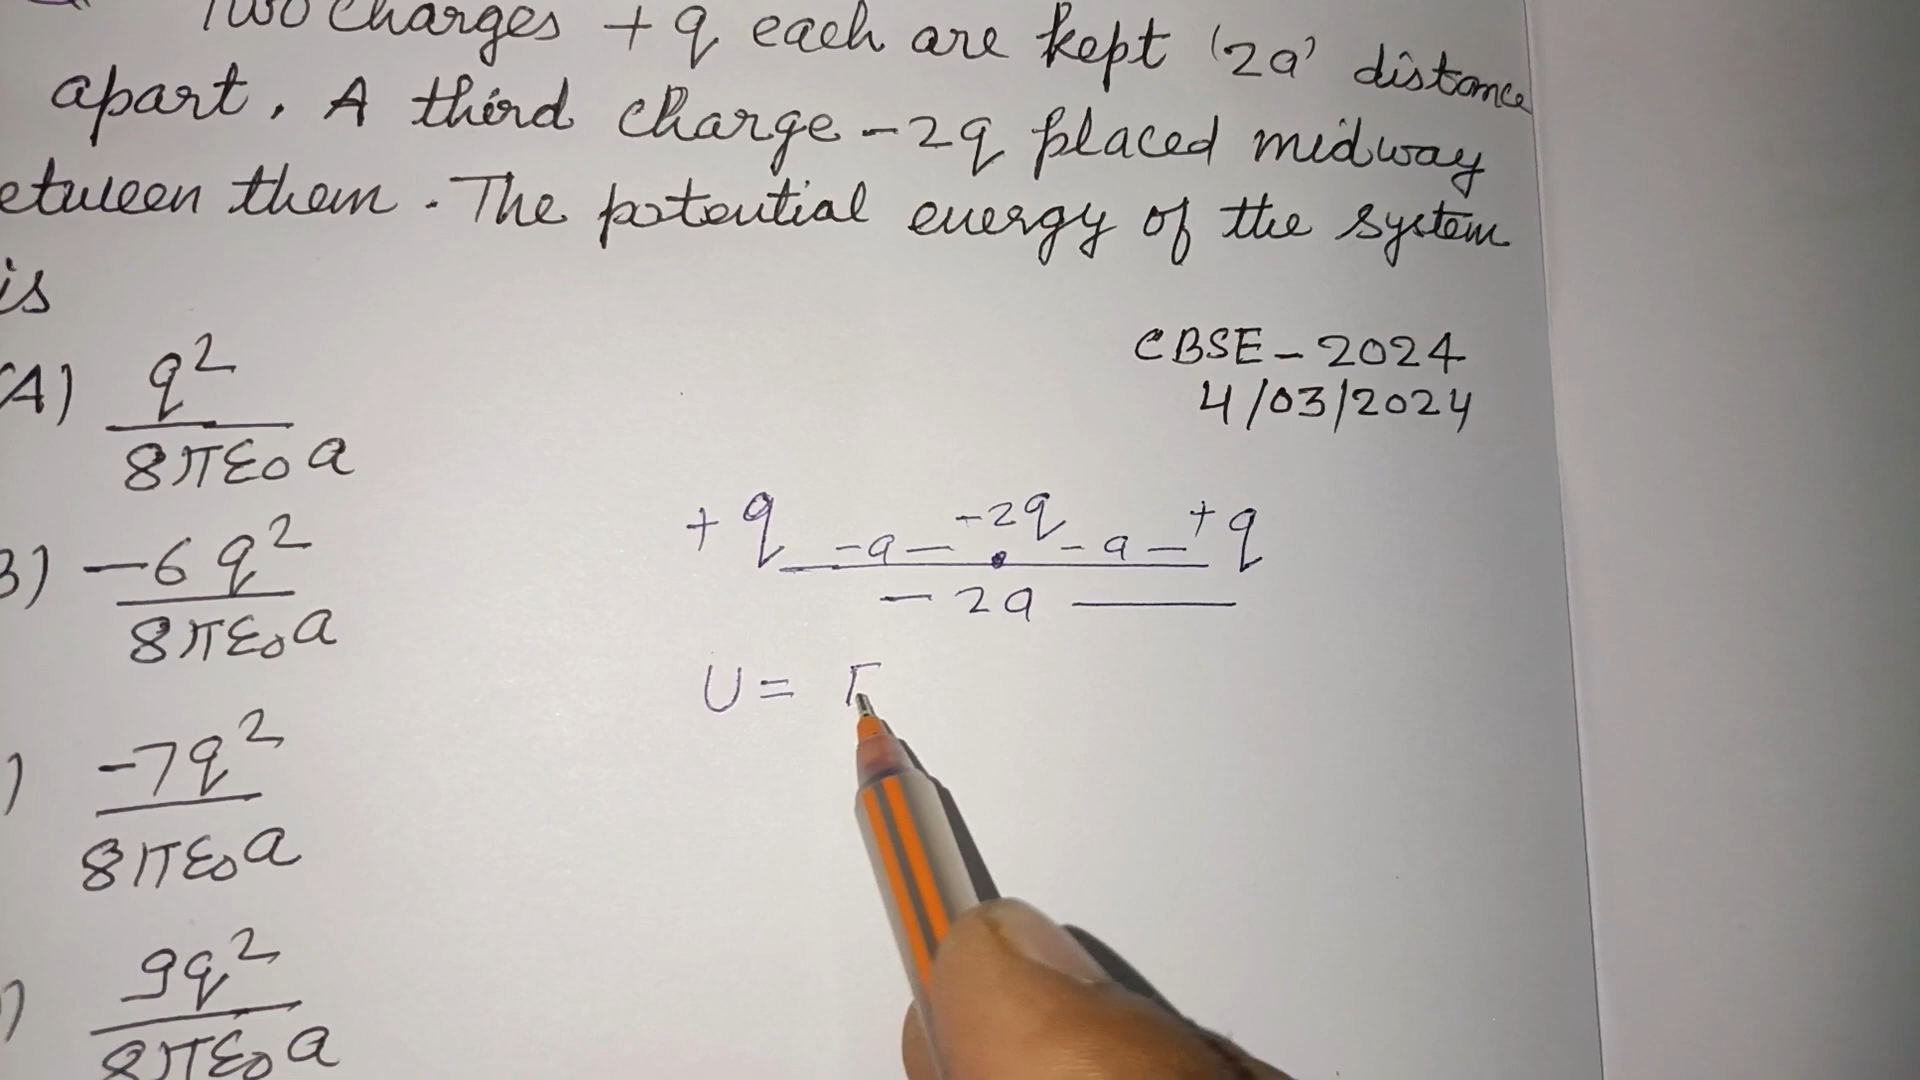 Two charges +q each are kept '2a' distance
apart. A third charge -2q placed midway
etween them. The potential energy of the system
is
CBSE-2024
4/03/2024
(A) q²
8πε₀a
+q -a- -2q -a- +q
- 2a -
B) -6q²
8πε₀a
U = [
) -7q²
8πε₀a
) 9q²
8πε₀a